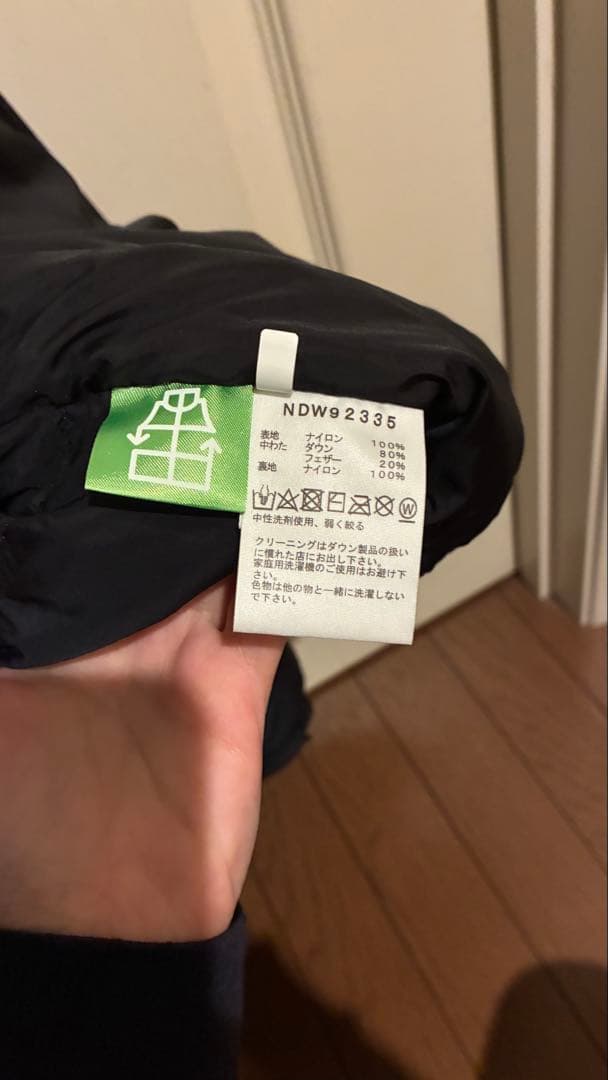 NDW92335
表地 ナイロン 100%
中わた ダウン 80%
フェザー 20%
裏地 ナイロン 100%
W
中性洗剤使用、弱く絞る
クリーニングはダウン製品の扱い
に慣れた店にお出し下さい。
家庭用洗濯機のご使用はお避け下
さい。
色物は他の物と一緒に洗濯しない
で下さい。